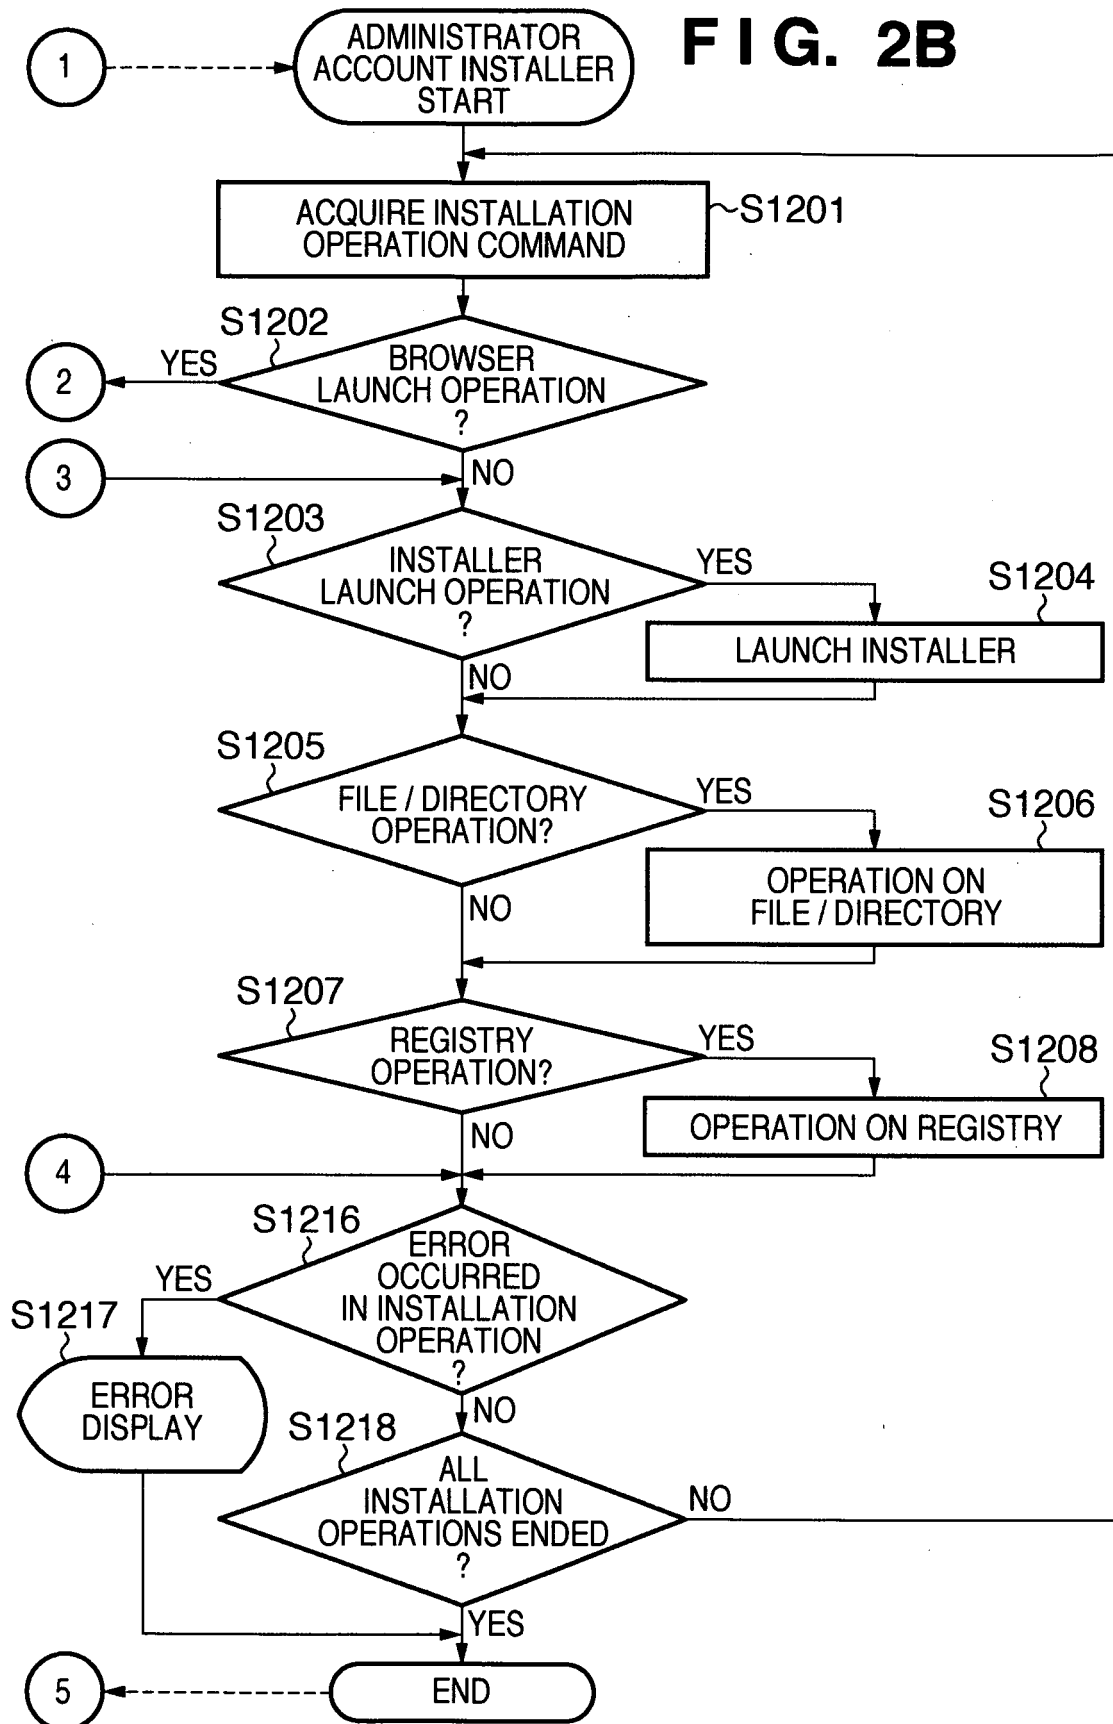 FIG. 2B
1
ADMINISTRATOR
ACCOUNT INSTALLER
START
ACQUIRE INSTALLATION
OPERATION COMMAND
S1201
S1202
YES
2
BROWSER
LAUNCH OPERATION
?
3
NO
S1203
INSTALLER
LAUNCH OPERATION
?
YES
S1204
LAUNCH INSTALLER
NO
S1205
FILE / DIRECTORY
OPERATION?
YES
S1206
OPERATION ON
FILE / DIRECTORY
NO
S1207
REGISTRY
OPERATION?
YES
S1208
OPERATION ON REGISTRY
NO
4
S1216
ERROR
OCCURRED
IN INSTALLATION
OPERATION
?
YES
S1217
ERROR
DISPLAY
NO
S1218
ALL
INSTALLATION
OPERATIONS ENDED
?
NO
YES
5
END